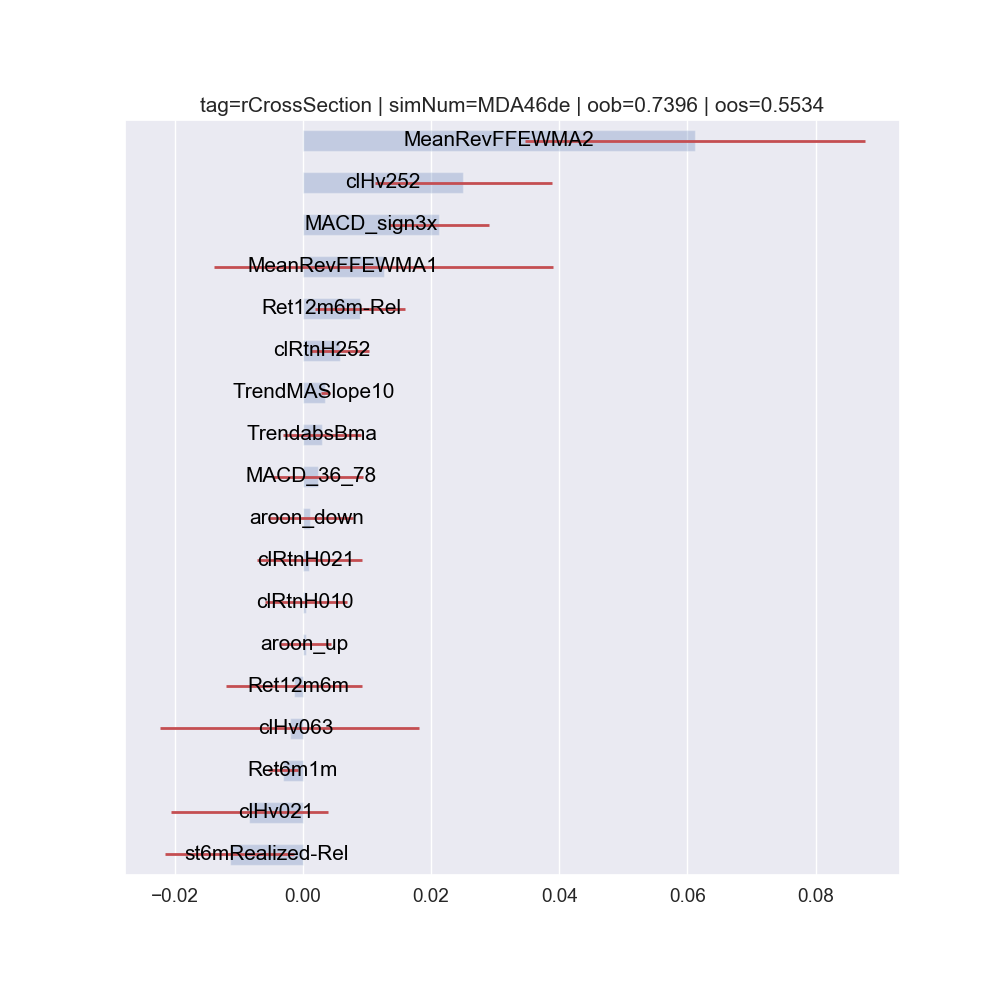 tag=rCrossSection | simNum=MDA46de | oob=0.7396 | oos=0.5534
MeanRevFFEWMA2
clHv252
MACD_sign3x
MeanRevFFEWMA1
Ret12m6m-Rel
clRtnH252
TrendMASlope10
TrendabsBma
MACD_36_78
aroon_down
clRtnH021
clRtnH010
aroon_up
Ret12m6m
clHv063
Ret6m1m
clHv021
st6mRealized-Rel
−0.02 0.00 0.02 0.04 0.06 0.08